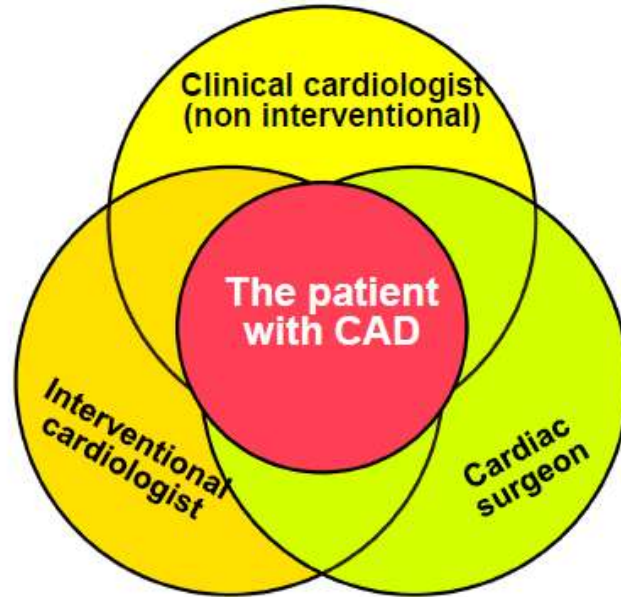 Clinical cardiologist
(non interventional)
The patient
with CAD
Interventional
cardiologist
Cardiac
surgeon